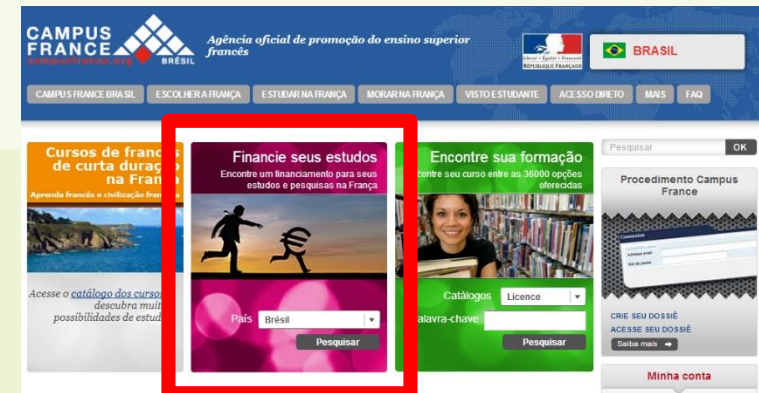 CAMPUS
FRANCE
BRÉSIL
Agência oficial de promoção do ensino superior
francês
Liberté • Égalité • Fraternité
RÉPUBLIQUE FRANÇAISE
BRASIL
CAMPUS FRANCE BRASIL
ESCOLHER A FRANÇA
ESTUDAR NA FRANÇA
MORAR NA FRANÇA
VISTO ESTUDANTE
ACESSO DIRETO
MAIS
FAQ
Cursos de francês
de curta duração
na Fran
Aprenda francês e civilização fran
Acesse o catálogo dos curso
descubra muit
possibilidades de estud
Financie seus estudos
Encontre um financiamento para seus
estudos e pesquisas na França
País
Brésil
Pesquisar
Encontre sua formação
contre seu curso entre as 36000 opções
oferecidas
Catálogos
Licence
alavra-chave
Pesquisar
Pesquisar
OK
Procedimento Campus
France
CRIE SEU DOSSIÊ
ACESSE SEU DOSSIÊ
Saiba mais
Minha conta